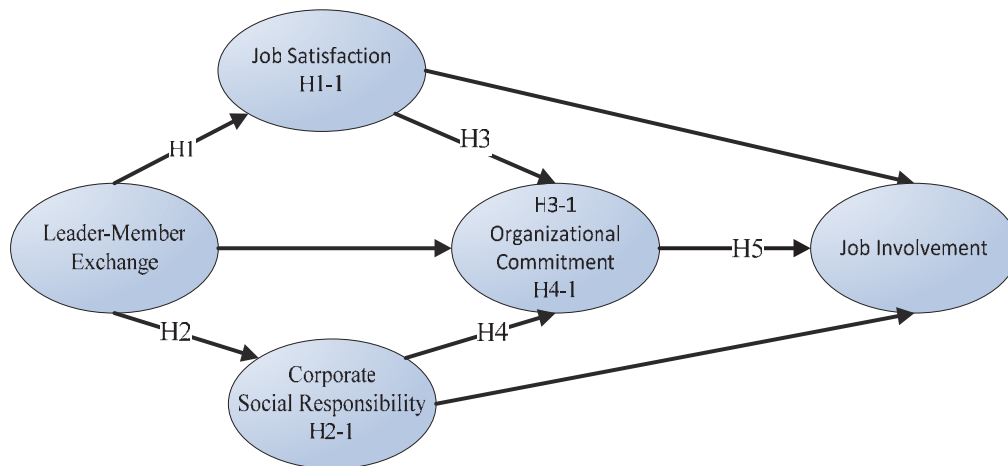 Job Satisfaction
H1-1
H1
H3
Leader-Member
Exchange
H3-1
Organizational
Commitment
H4-1
H5
Job Involvement
H2
H4
Corporate
Social Responsibility
H2-1